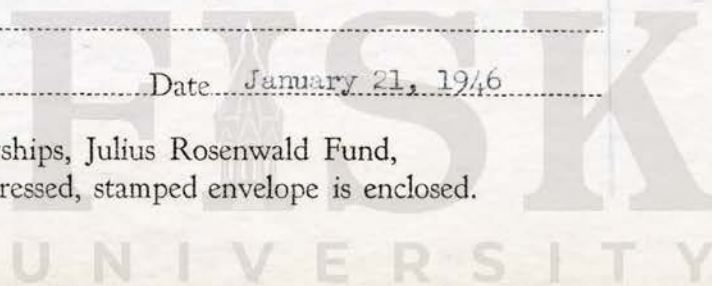 FISK
Date January 21, 1946
ships, Julius Rosenwald Fund,
ressed, stamped envelope is enclosed.
UNIVERSITY